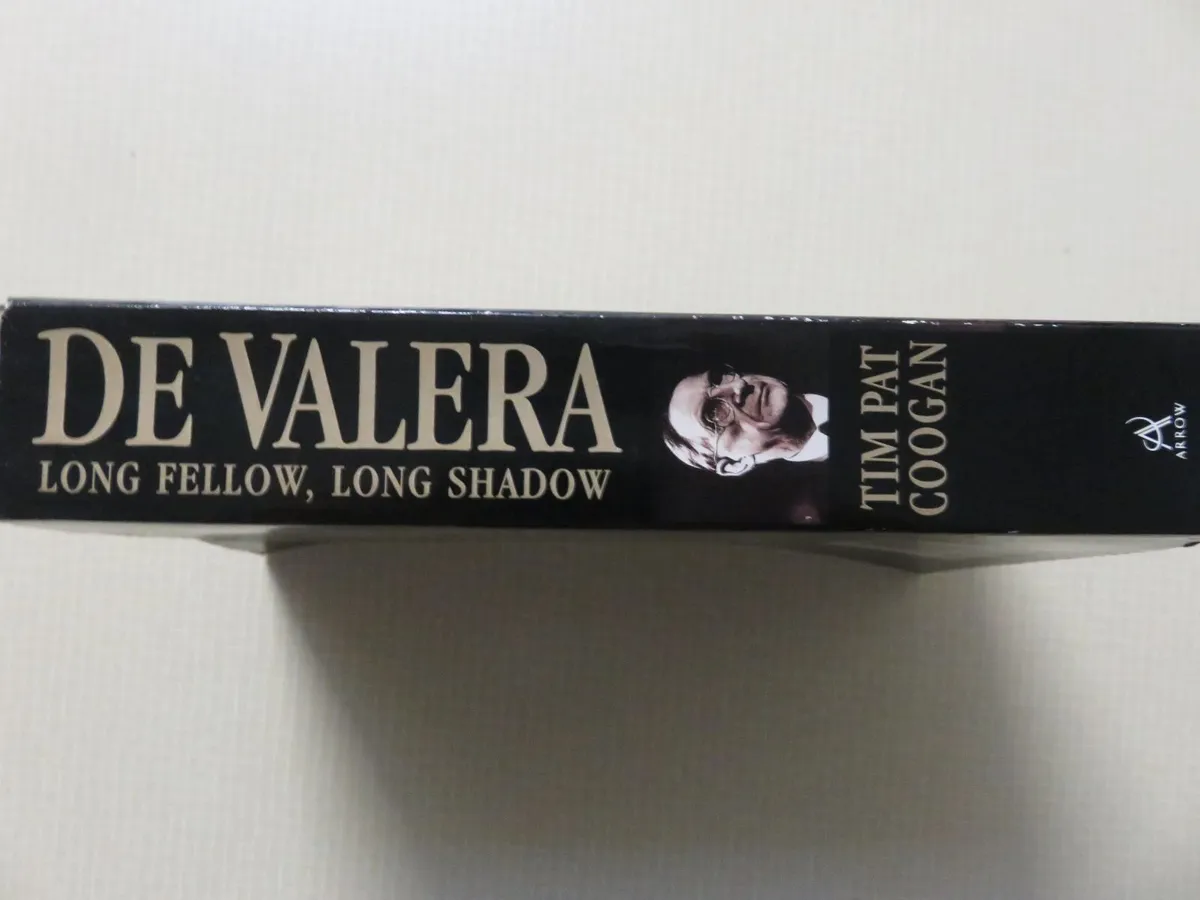 DE VALERA
LONG FELLOW, LONG SHADOW
TIM PAT
COOGAN
ARROW